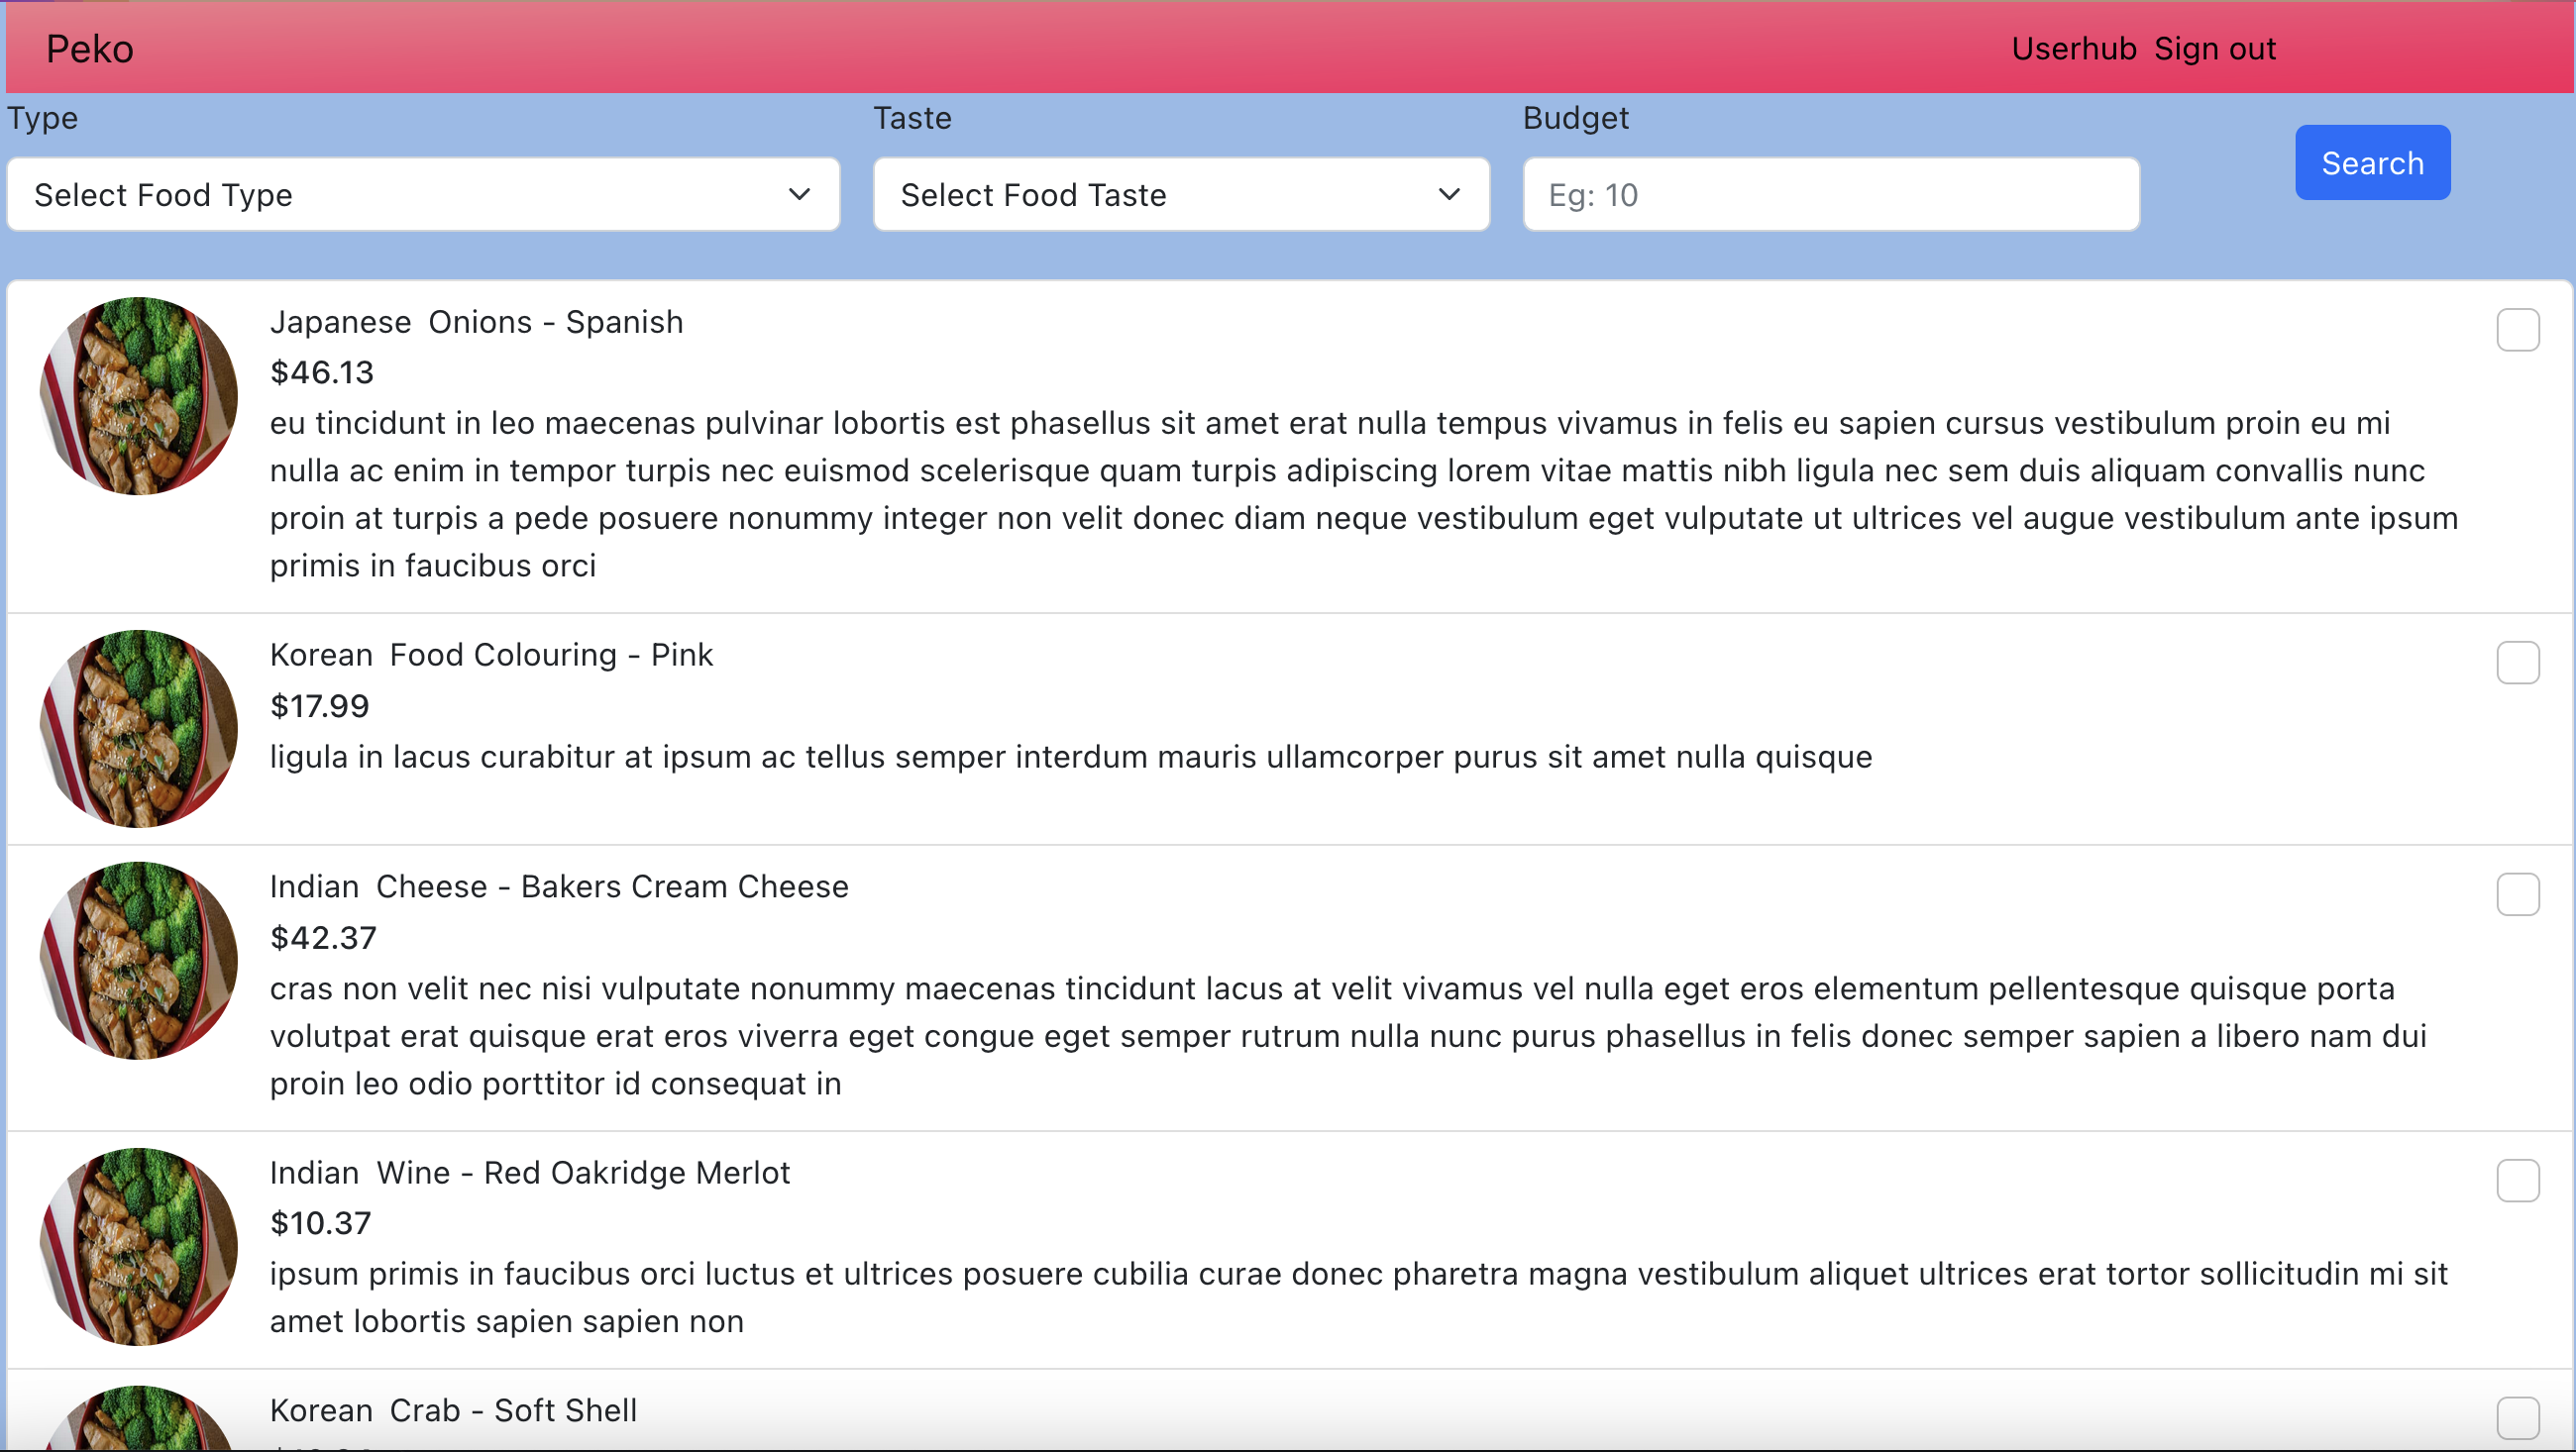 Peko
Userhub Sign out
Type
Taste
Budget
Select Food Type
Select Food Taste
Eg: 10
Search
Japanese Onions - Spanish
$46.13
eu tincidunt in leo maecenas pulvinar lobortis est phasellus sit amet erat nulla tempus vivamus in felis eu sapien cursus vestibulum proin eu mi
nulla ac enim in tempor turpis nec euismod scelerisque quam turpis adipiscing lorem vitae mattis nibh ligula nec sem duis aliquam convallis nunc
proin at turpis a pede posuere nonummy integer non velit donec diam neque vestibulum eget vulputate ut ultrices vel augue vestibulum ante ipsum
primis in faucibus orci
Korean Food Colouring - Pink
$17.99
ligula in lacus curabitur at ipsum ac tellus semper interdum mauris ullamcorper purus sit amet nulla quisque
Indian Cheese - Bakers Cream Cheese
$42.37
cras non velit nec nisi vulputate nonummy maecenas tincidunt lacus at velit vivamus vel nulla eget eros elementum pellentesque quisque porta
volutpat erat quisque erat eros viverra eget congue eget semper rutrum nulla nunc purus phasellus in felis donec semper sapien a libero nam dui
proin leo odio porttitor id consequat in
Indian Wine - Red Oakridge Merlot
$10.37
ipsum primis in faucibus orci luctus et ultrices posuere cubilia curae donec pharetra magna vestibulum aliquet ultrices erat tortor sollicitudin mi sit
amet lobortis sapien sapien non
Korean Crab - Soft Shell